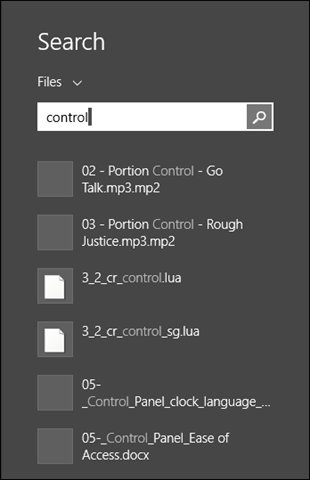 Search
Files
control
02 - Portion Control - Go
Talk.mp3.mp2
03 - Portion Control - Rough
Justice.mp3.mp2
3_2_cr_control.lua
3_2_cr_control_sg.lua
05-
_Control_Panel_clock_language_...
05-_Control_Panel_Ease of
Access.docx